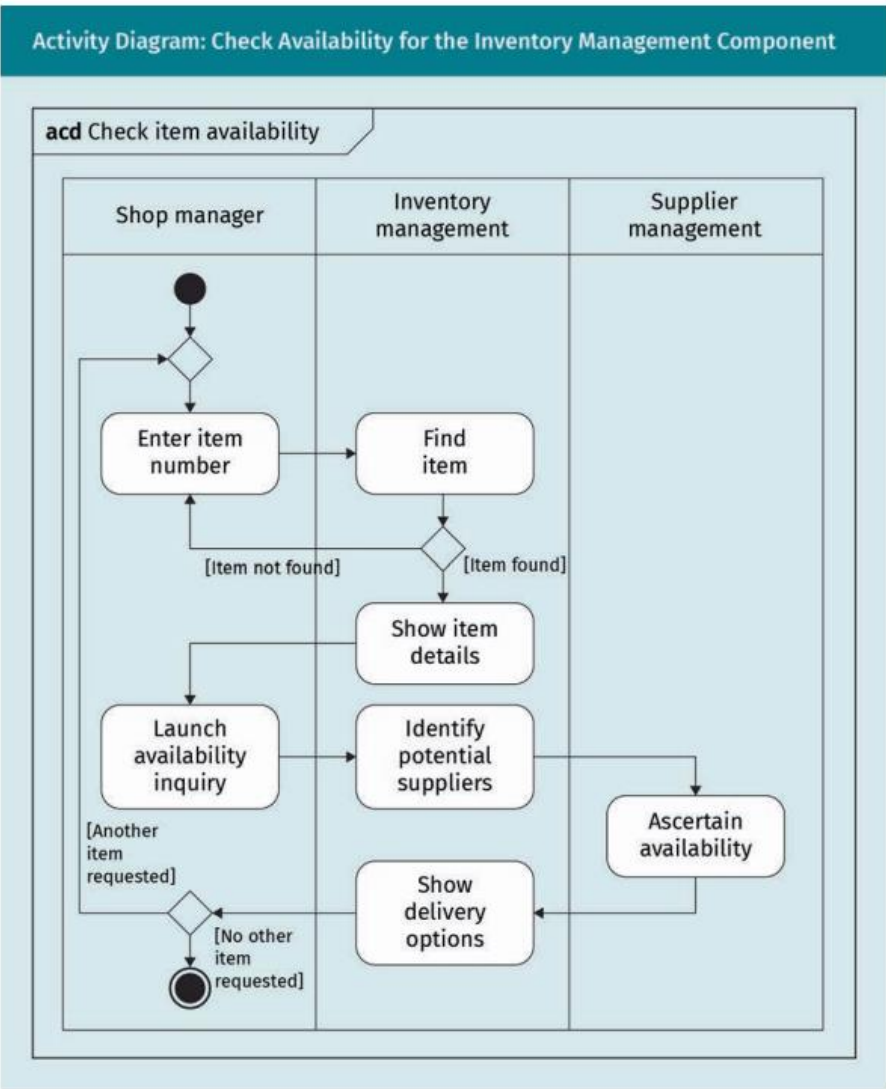 Activity Diagram: Check Availability for the Inventory Management Component
acd Check item availability
Shop manager
Inventory
management
Supplier
management
Enter item
number
Find
item
[Item not found]
[Item found]
Show item
details
Launch
availability
inquiry
Identify
potential
suppliers
Ascertain
availability
[Another
item
requested]
Show
delivery
options
[No other
item
requested]